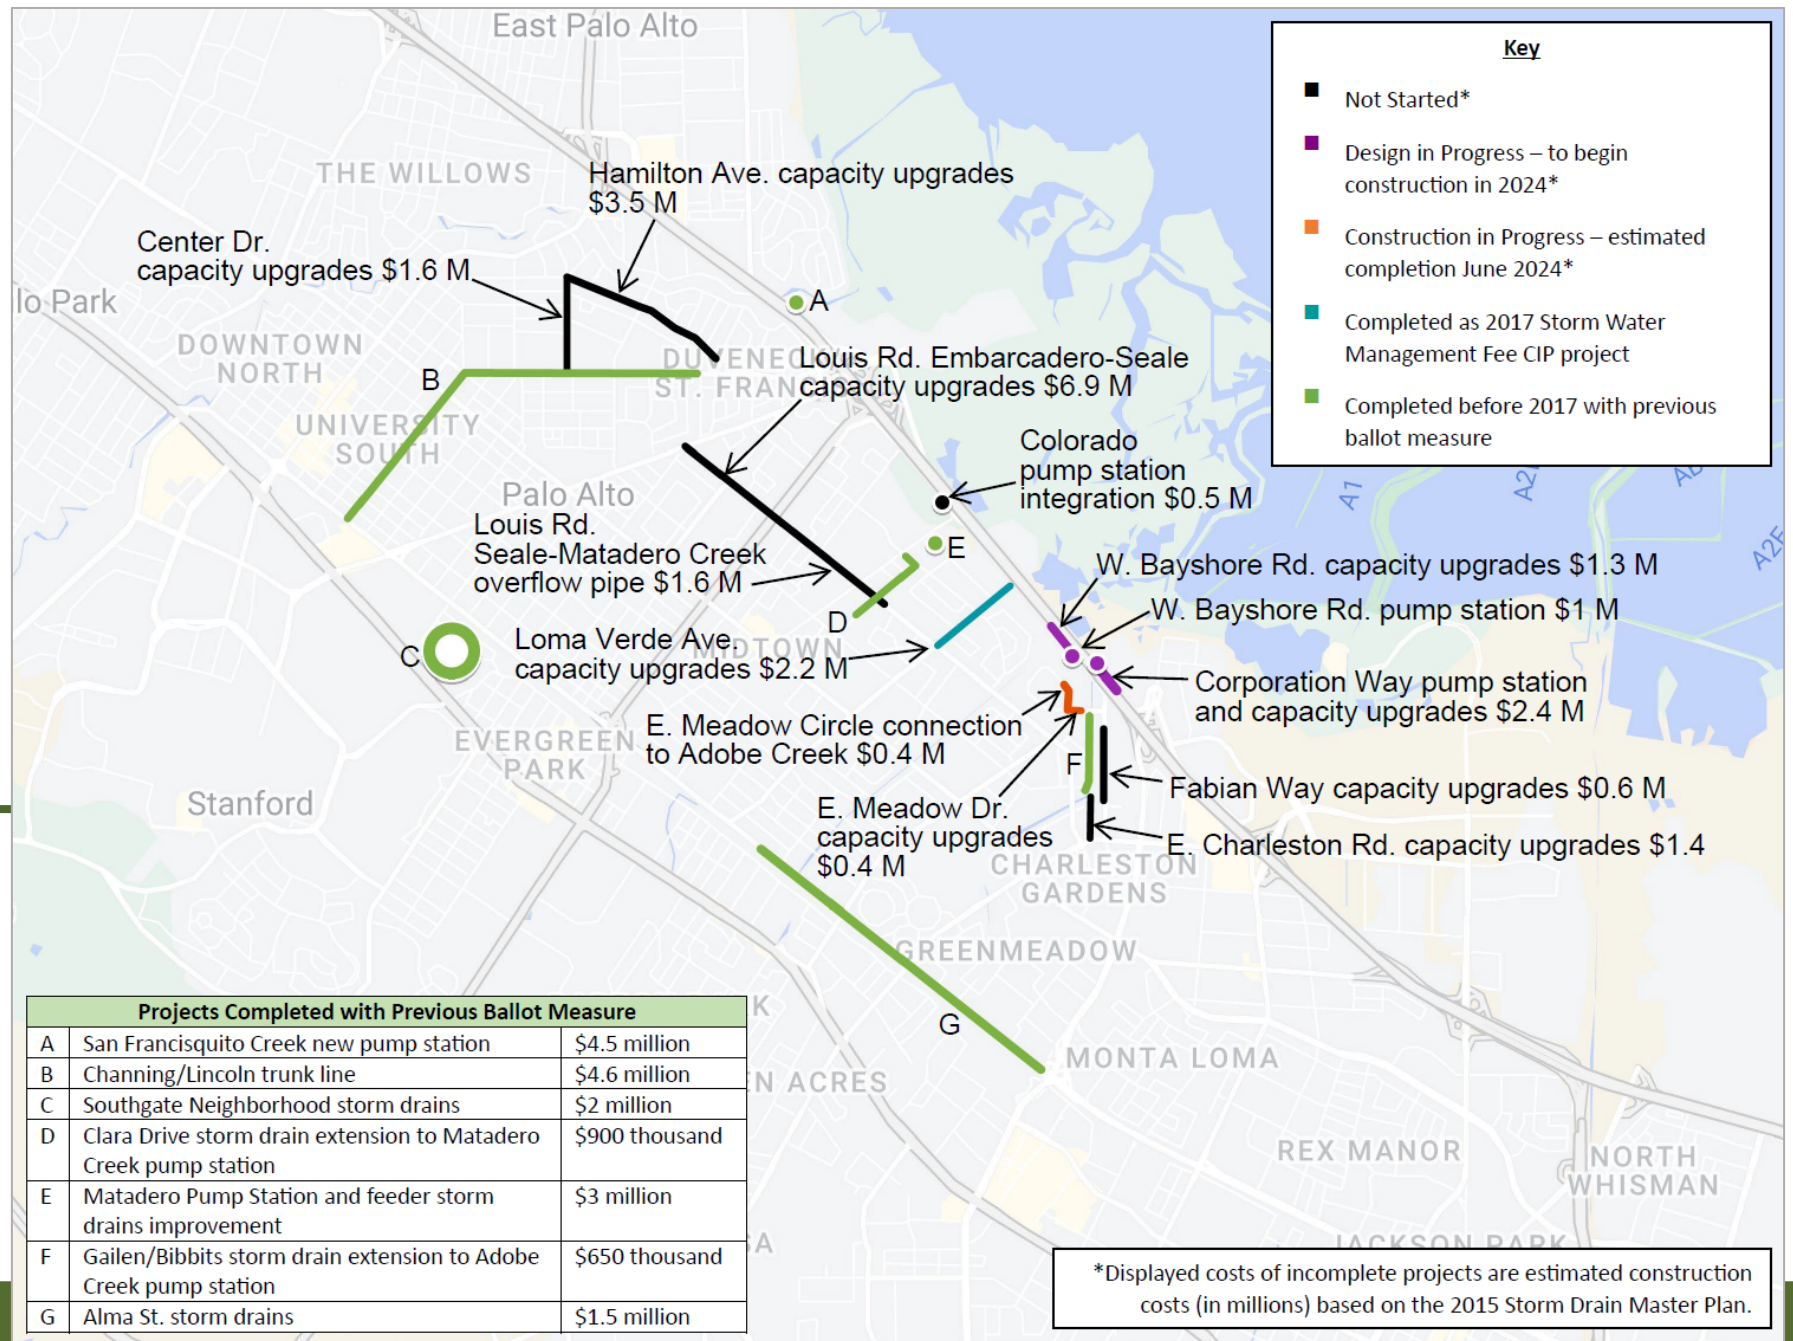 East Palo Alto
Key
Not Started*
Design in Progress – to begin
construction in 2024*
Construction in Progress – estimated
completion June 2024*
Completed as 2017 Storm Water
Management Fee CIP project
Completed before 2017 with previous
ballot measure
THE WILLOWS
Hamilton Ave. capacity upgrades
$3.5 M
Center Dr.
capacity upgrades $1.6 M
lo Park
A
DOWNTOWN
NORTH
B
Louis Rd. Embarcadero-Seale
capacity upgrades $6.9 M
UNIVERSITY
SOUTH
Colorado
pump station
integration $0.5 M
A1
Palo Alto
Louis Rd.
Seale-Matadero Creek
overflow pipe $1.6 M
E
A2F
W. Bayshore Rd. capacity upgrades $1.3 M
W. Bayshore Rd. pump station $1 M
D
C
MIDTOWN
Loma Verde Ave.
capacity upgrades $2.2 M
Corporation Way pump station
and capacity upgrades $2.4 M
E. Meadow Circle connection
to Adobe Creek $0.4 M
EVERGREEN
PARK
F
Fabian Way capacity upgrades $0.6 M
Stanford
E. Meadow Dr.
capacity upgrades
$0.4 M
E. Charleston Rd. capacity upgrades $1.4
CHARLESTON
GARDENS
GREENMEADOW
G
MONTA LOMA
K
EN ACRES
REX MANOR
NORTH
WHISMAN
SA
JACKSON PARK
Projects Completed with Previous Ballot Measure
A San Francisquito Creek new pump station $4.5 million
B Channing/Lincoln trunk line $4.6 million
C Southgate Neighborhood storm drains $2 million
D Clara Drive storm drain extension to Matadero $900 thousand
Creek pump station
E Matadero Pump Station and feeder storm $3 million
drains improvement
F Gailen/Bibbits storm drain extension to Adobe $650 thousand
Creek pump station
G Alma St. storm drains $1.5 million
*Displayed costs of incomplete projects are estimated construction
costs (in millions) based on the 2015 Storm Drain Master Plan.